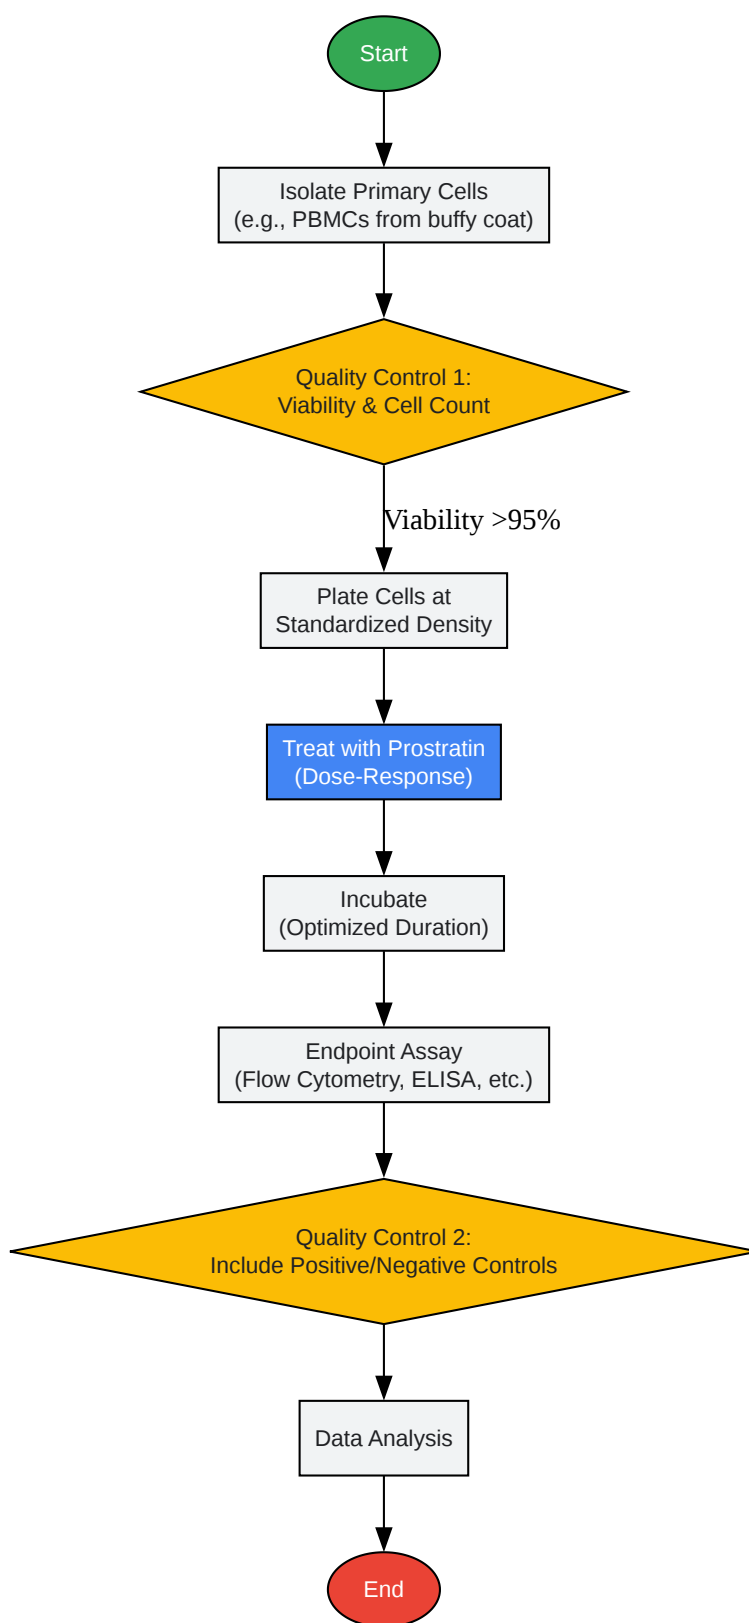 Start
Isolate Primary Cells
(e.g., PBMCs from buffy coat)
Quality Control 1:
Viability & Cell Count
Viability >95%
Plate Cells at
Standardized Density
Treat with Prostratin
(Dose-Response)
Incubate
(Optimized Duration)
Endpoint Assay
(Flow Cytometry, ELISA, etc.)
Quality Control 2:
Include Positive/Negative Controls
Data Analysis
End